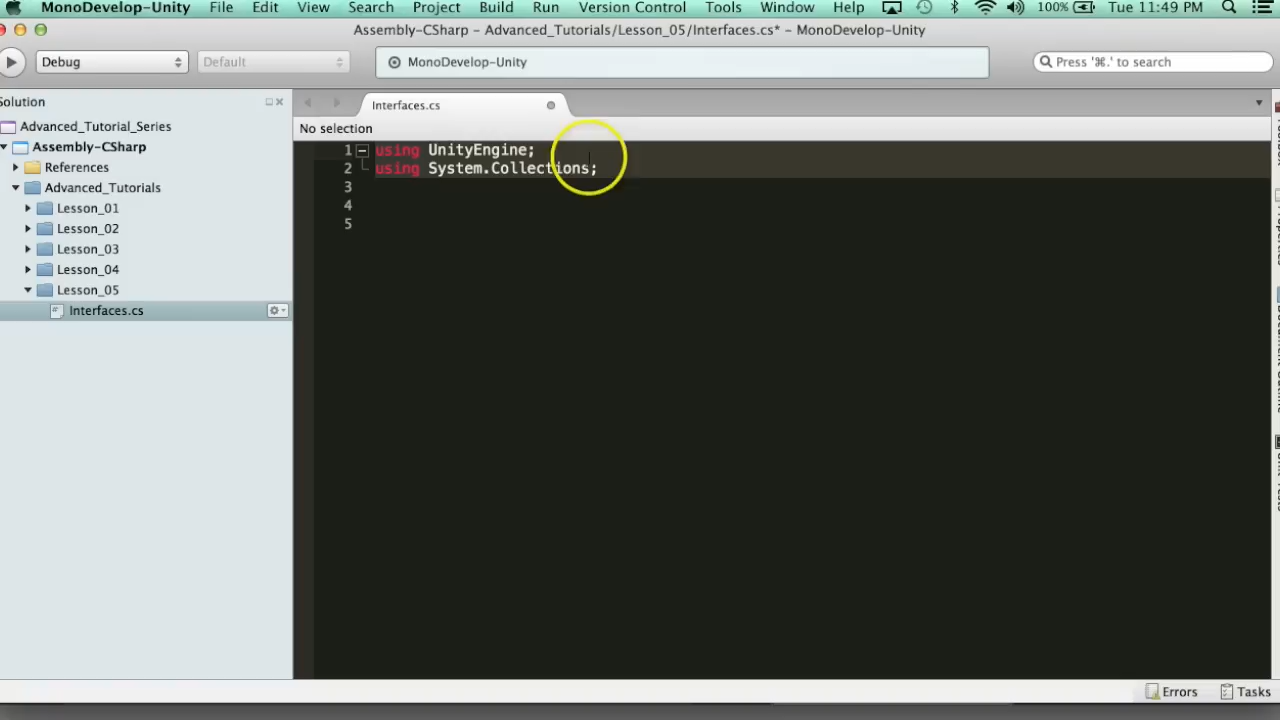 MonoDevelop-Unity File Edit View Search Project Build Run Version Control Tools Window Help 100% Tue 11:49 PM
Assembly-CSharp – Advanced_Tutorials/Lesson_05/Interfaces.cs* – MonoDevelop-Unity
Debug Default MonoDevelop-Unity Press '⌘.' to search
Solution
Interfaces.cs
Advanced_Tutorial_Series
No selection
Assembly-CSharp
1 using UnityEngine;
References
2 using System.Collections;
Advanced_Tutorials
3
Lesson_01
4
Lesson_02
5
Lesson_03
Lesson_04
Lesson_05
Interfaces.cs
Errors Tasks